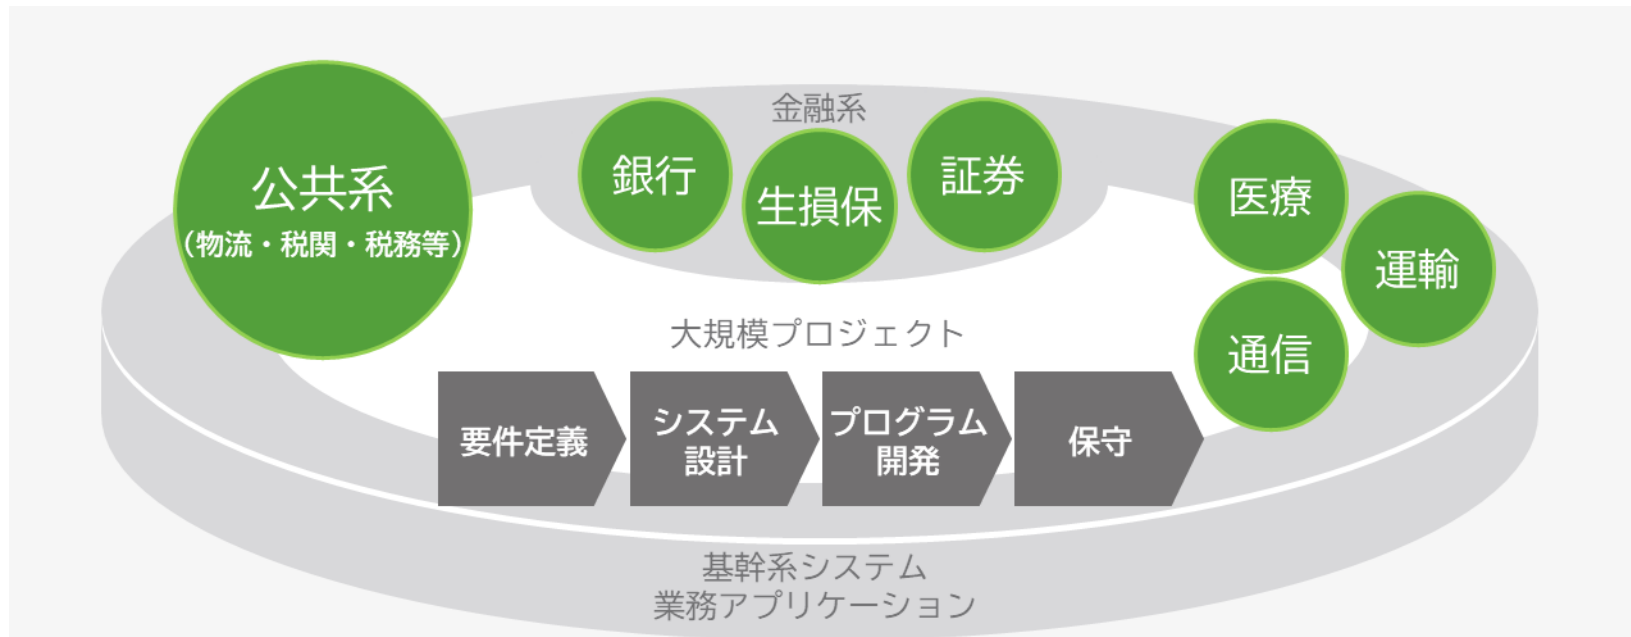 金融系
公共系
（物流・税関・税務等）
銀行
生損保
証券
医療
運輸
通信
大規模プロジェクト
要件定義
システム
設計
プログラム
開発
保守
基幹系システム
業務アプリケーション